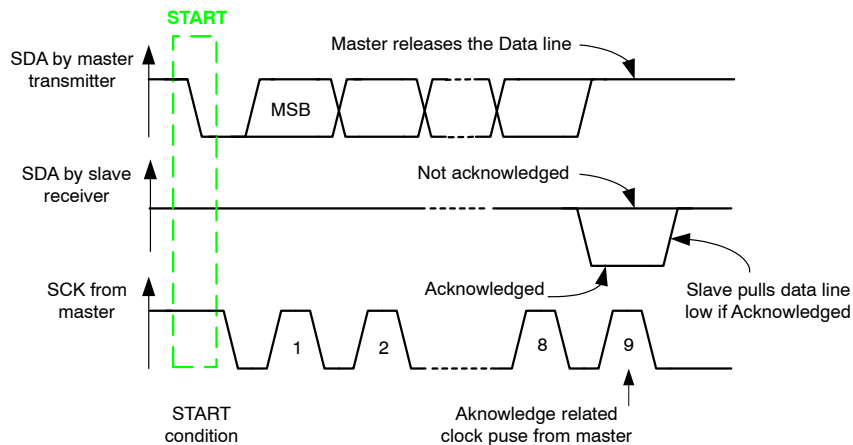 START
SDA by master
transmitter
Master releases the Data line
MSB
SDA by slave
receiver
Not acknowledged
Acknowledged
Slave pulls data line
low if Acknowledged
SCK from
master
1
2
8
9
START
condition
Aknowledge related
clock puse from master